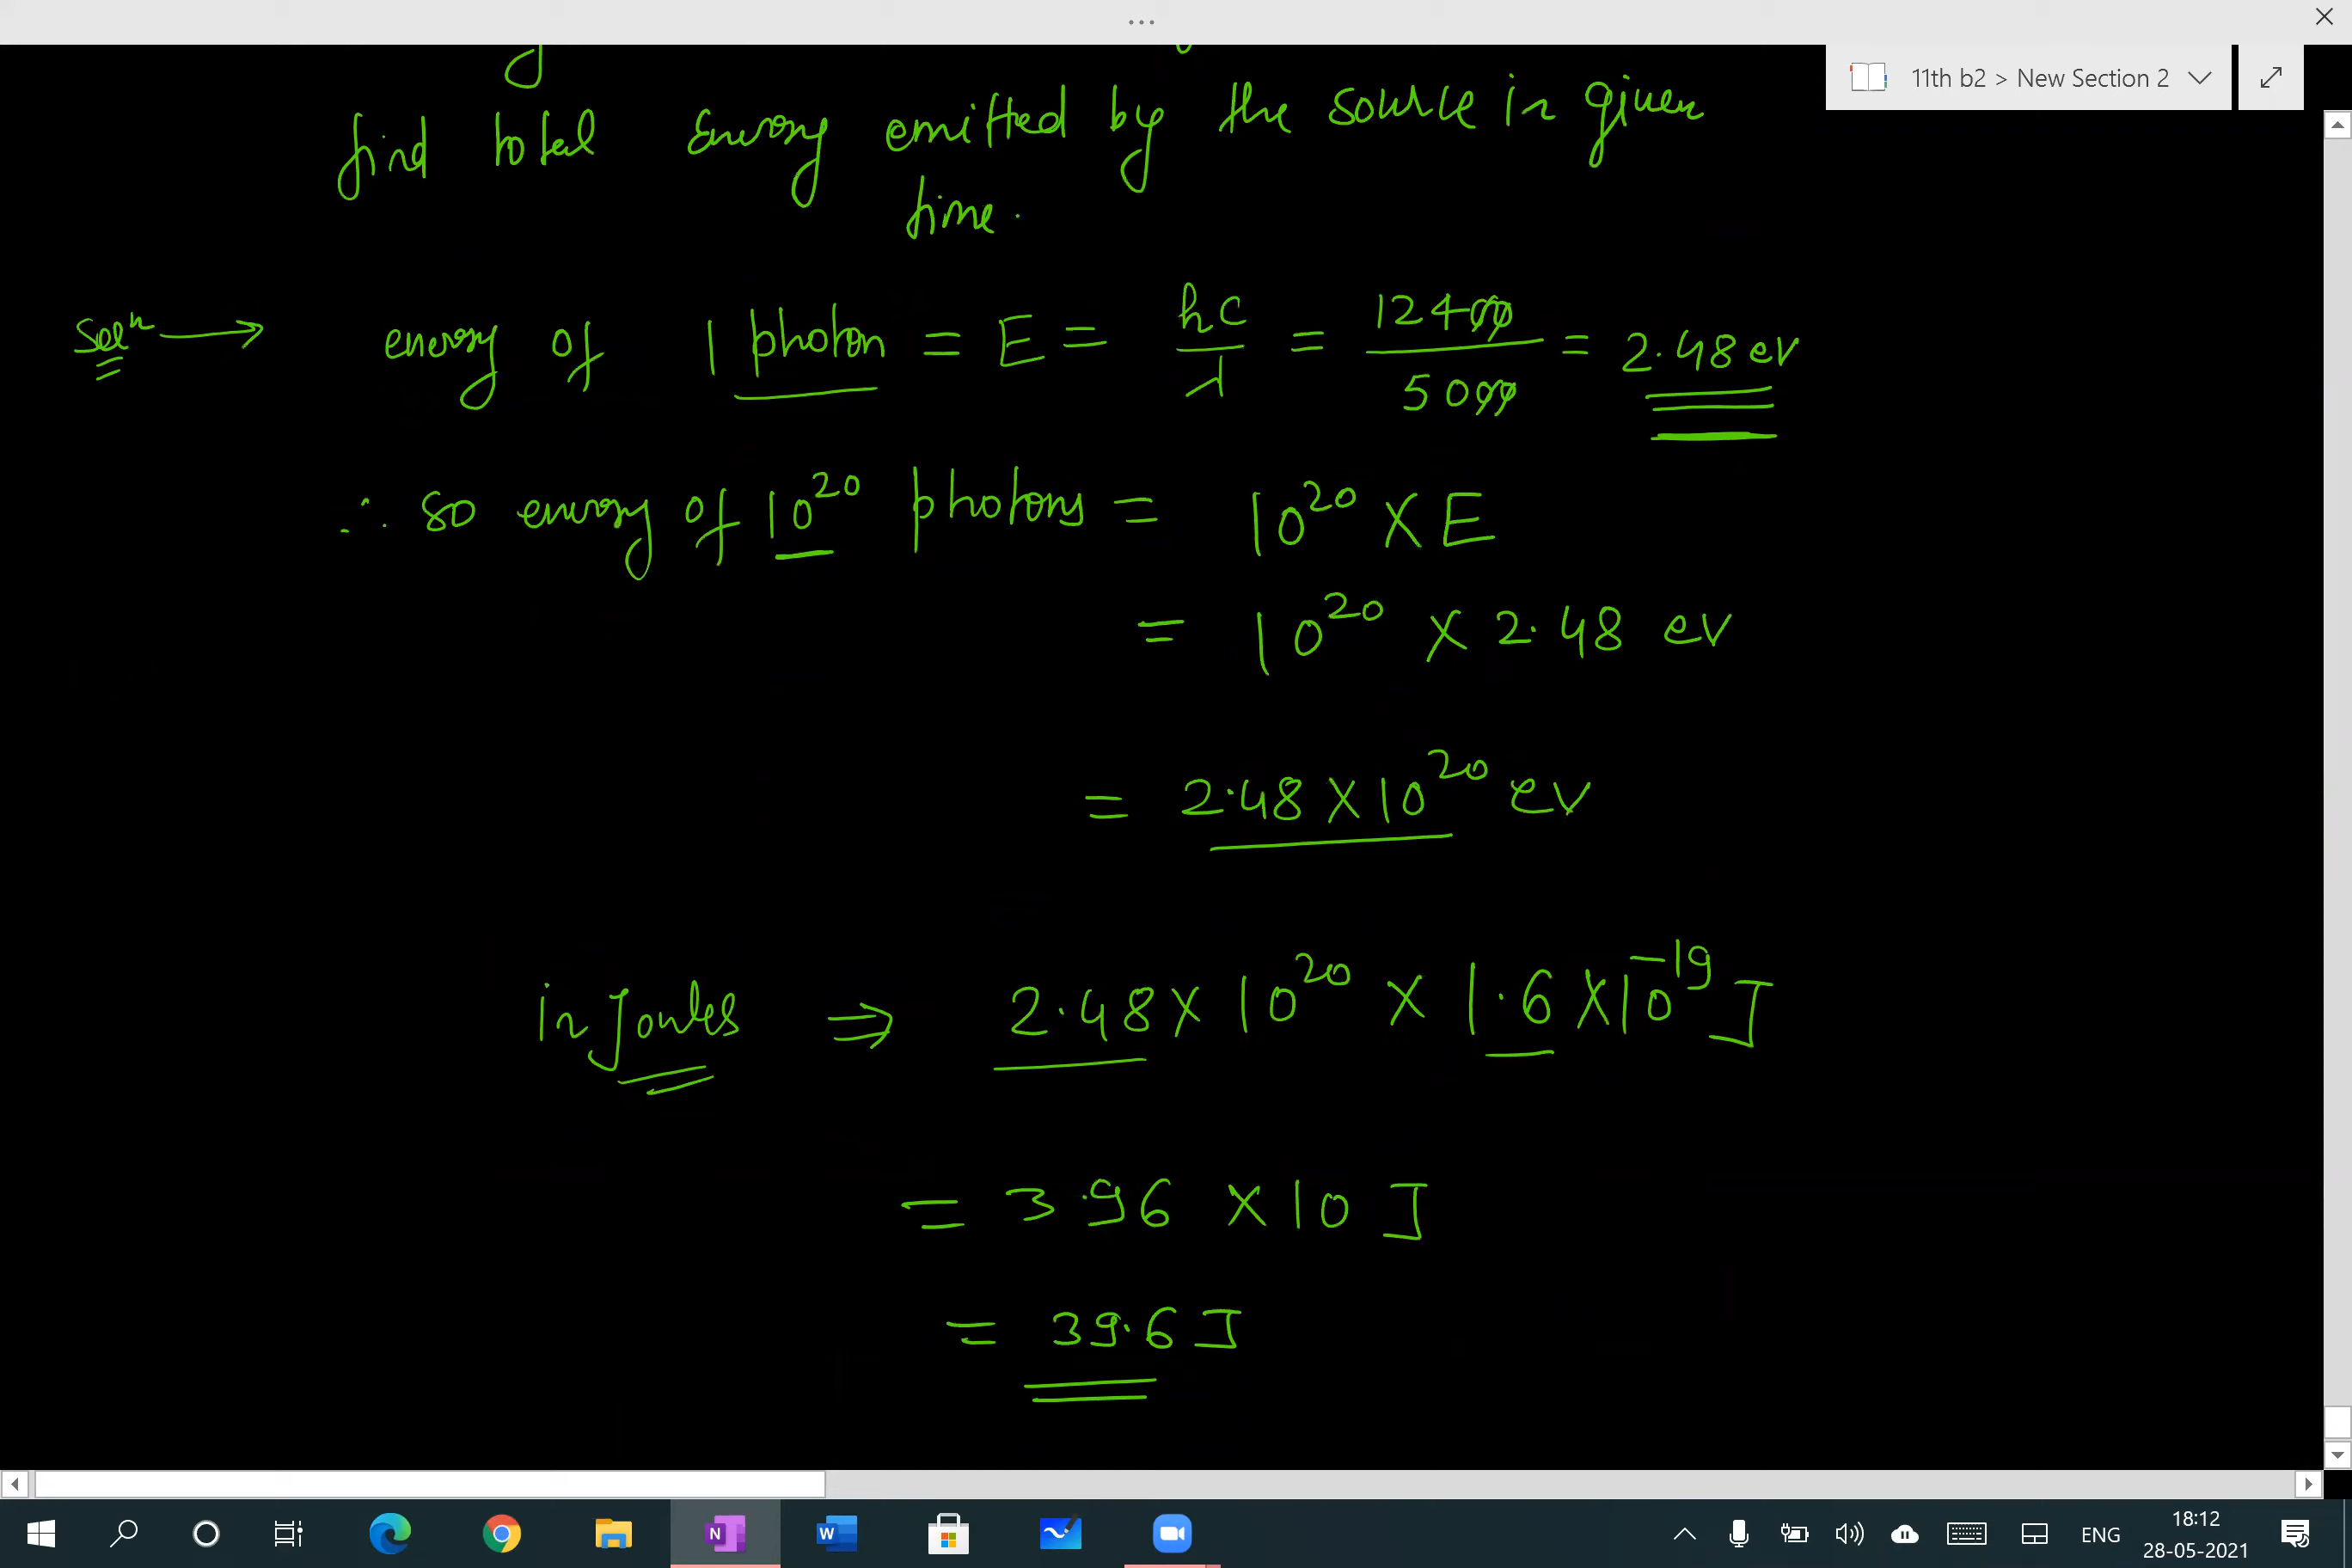 11th b2 > New Section 2
find total energy emitted by the source in given
time.
Solⁿ → energy of 1 photon = E = hc/λ = 12400/5000 = 2.48 ev
∴ so energy of 10²⁰ photons = 10²⁰ × E
= 10²⁰ × 2.48 ev
= 2.48 × 10²⁰ ev
in Joules ⇒ 2.48 × 10²⁰ × 1.6 × 10⁻¹⁹ J
= 3.96 × 10 J
= 39.6 J
ENG
18:12
28-05-2021